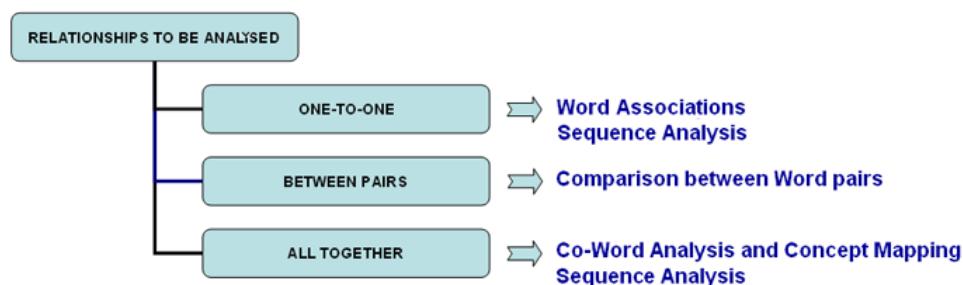 RELATIONSHIPS TO BE ANALYSED
ONE-TO-ONE
Word Associations
Sequence Analysis
BETWEEN PAIRS
Comparison between Word pairs
ALL TOGETHER
Co-Word Analysis and Concept Mapping
Sequence Analysis